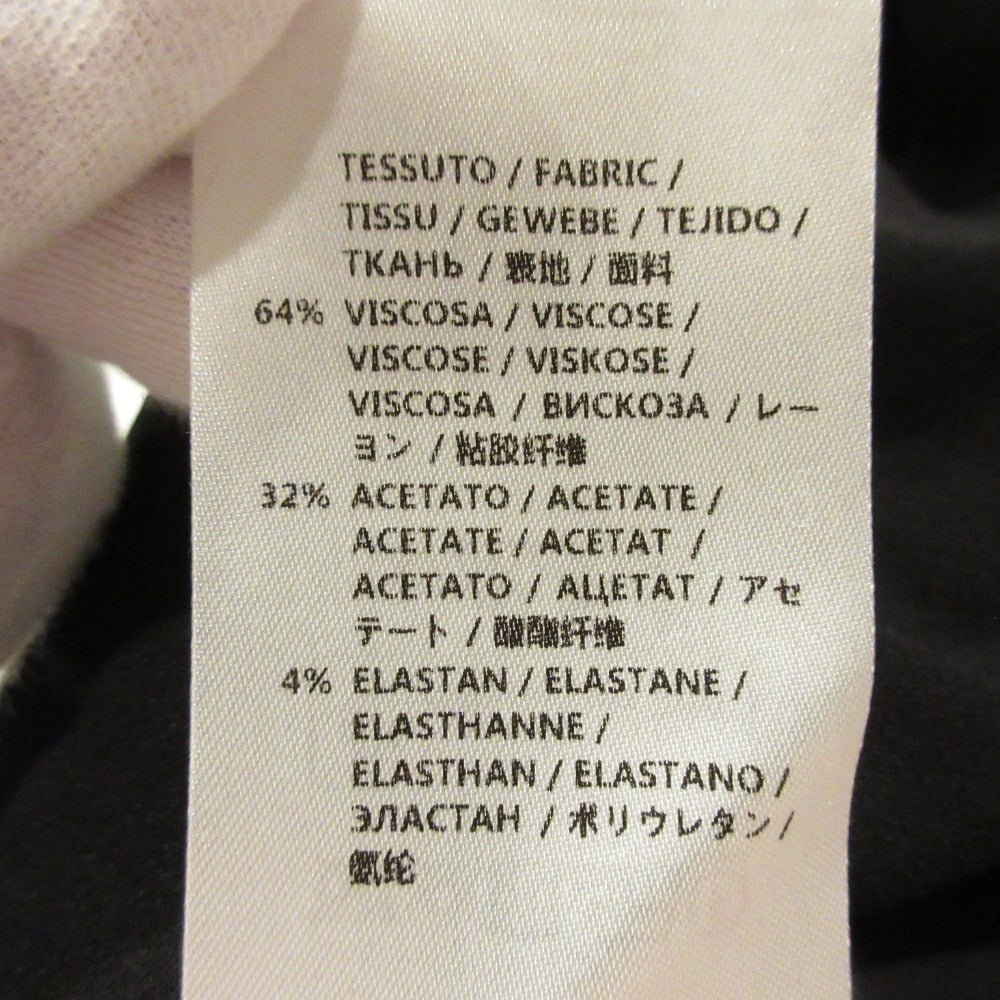 TESSUTO / FABRIC /
TISSU / GEWEBE / TEJIDO /
ТКАНЬ / 表地 / 面料
64% VISCOSA / VISCOSE /
VISCOSE / VISKOSE /
VISCOSA / ВИСКОЗА / レー
ヨン / 粘胶纤维
32% ACETATO / ACETATE /
ACETATE / ACETAT /
ACETATO / АЦЕТАТ / アセ
テート / 醋酯纤维
4% ELASTAN / ELASTANE /
ELASTHANNE /
ELASTHAN / ELASTANO /
ЭЛАСТАН / ポリウレタン /
氨纶